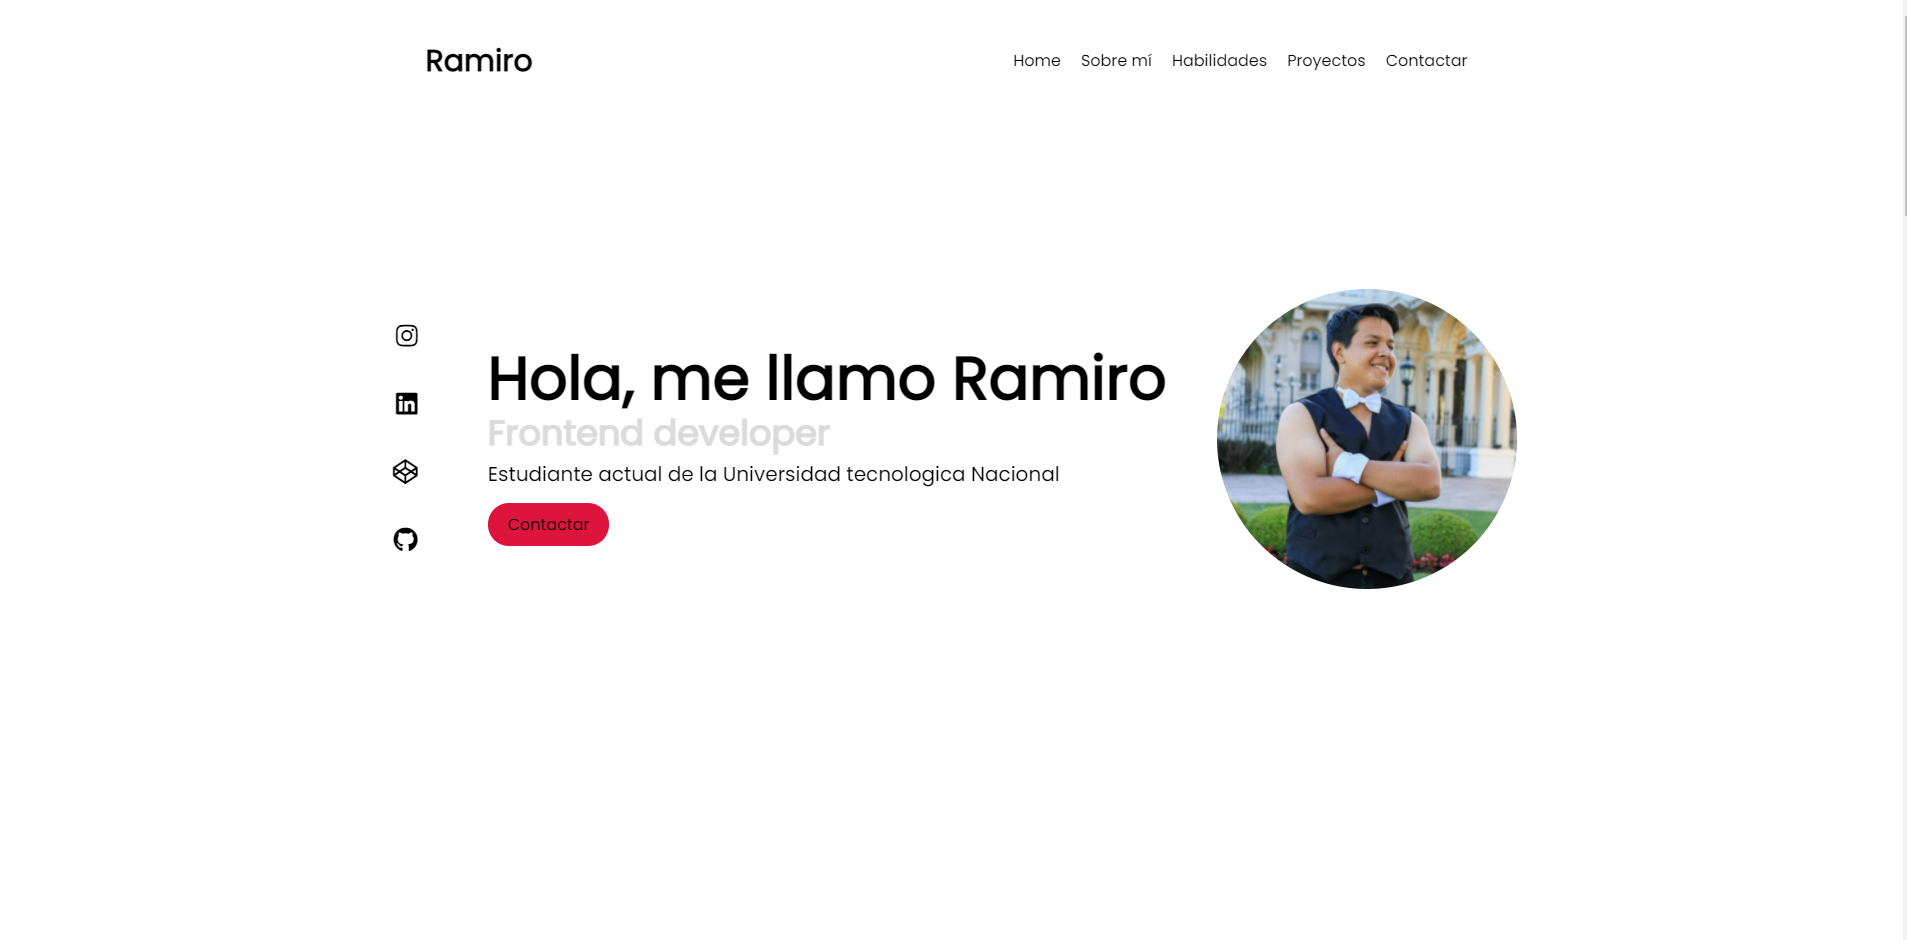 Ramiro
Home Sobre mí Habilidades Proyectos Contactar
Hola, me llamo Ramiro
Frontend developer
Estudiante actual de la Universidad tecnologica Nacional
Contactar